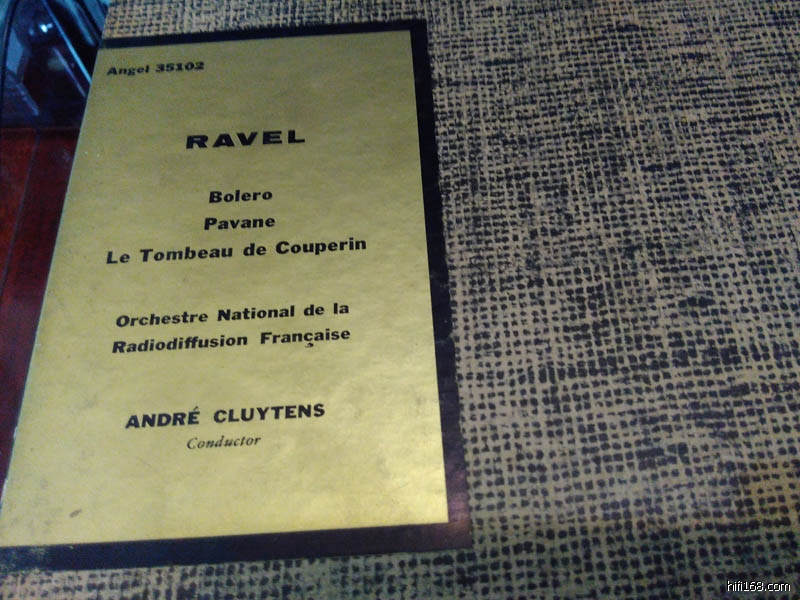 Angel 35102
RAVEL
Bolero
Pavane
Le Tombeau de Couperin
Orchestre National de la
Radiodiffusion Française
ANDRÉ CLUYTENS
Conductor
hifi168.com